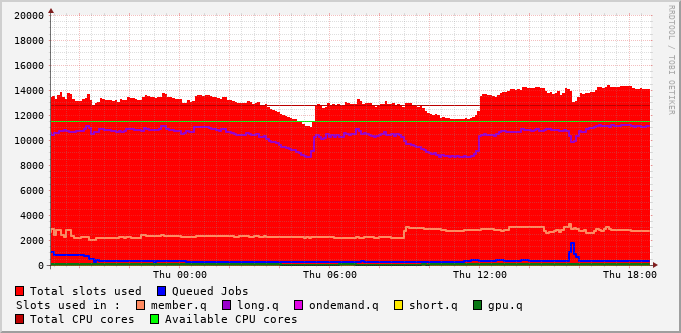 RRDTOOL / TOBI OETIKER
20000
18000
16000
14000
12000
10000
8000
6000
4000
2000
0
Thu 00:00 Thu 06:00 Thu 12:00 Thu 18:00
Total slots used Queued Jobs
Slots used in : member.q long.q ondemand.q short.q gpu.q
Total CPU cores Available CPU cores